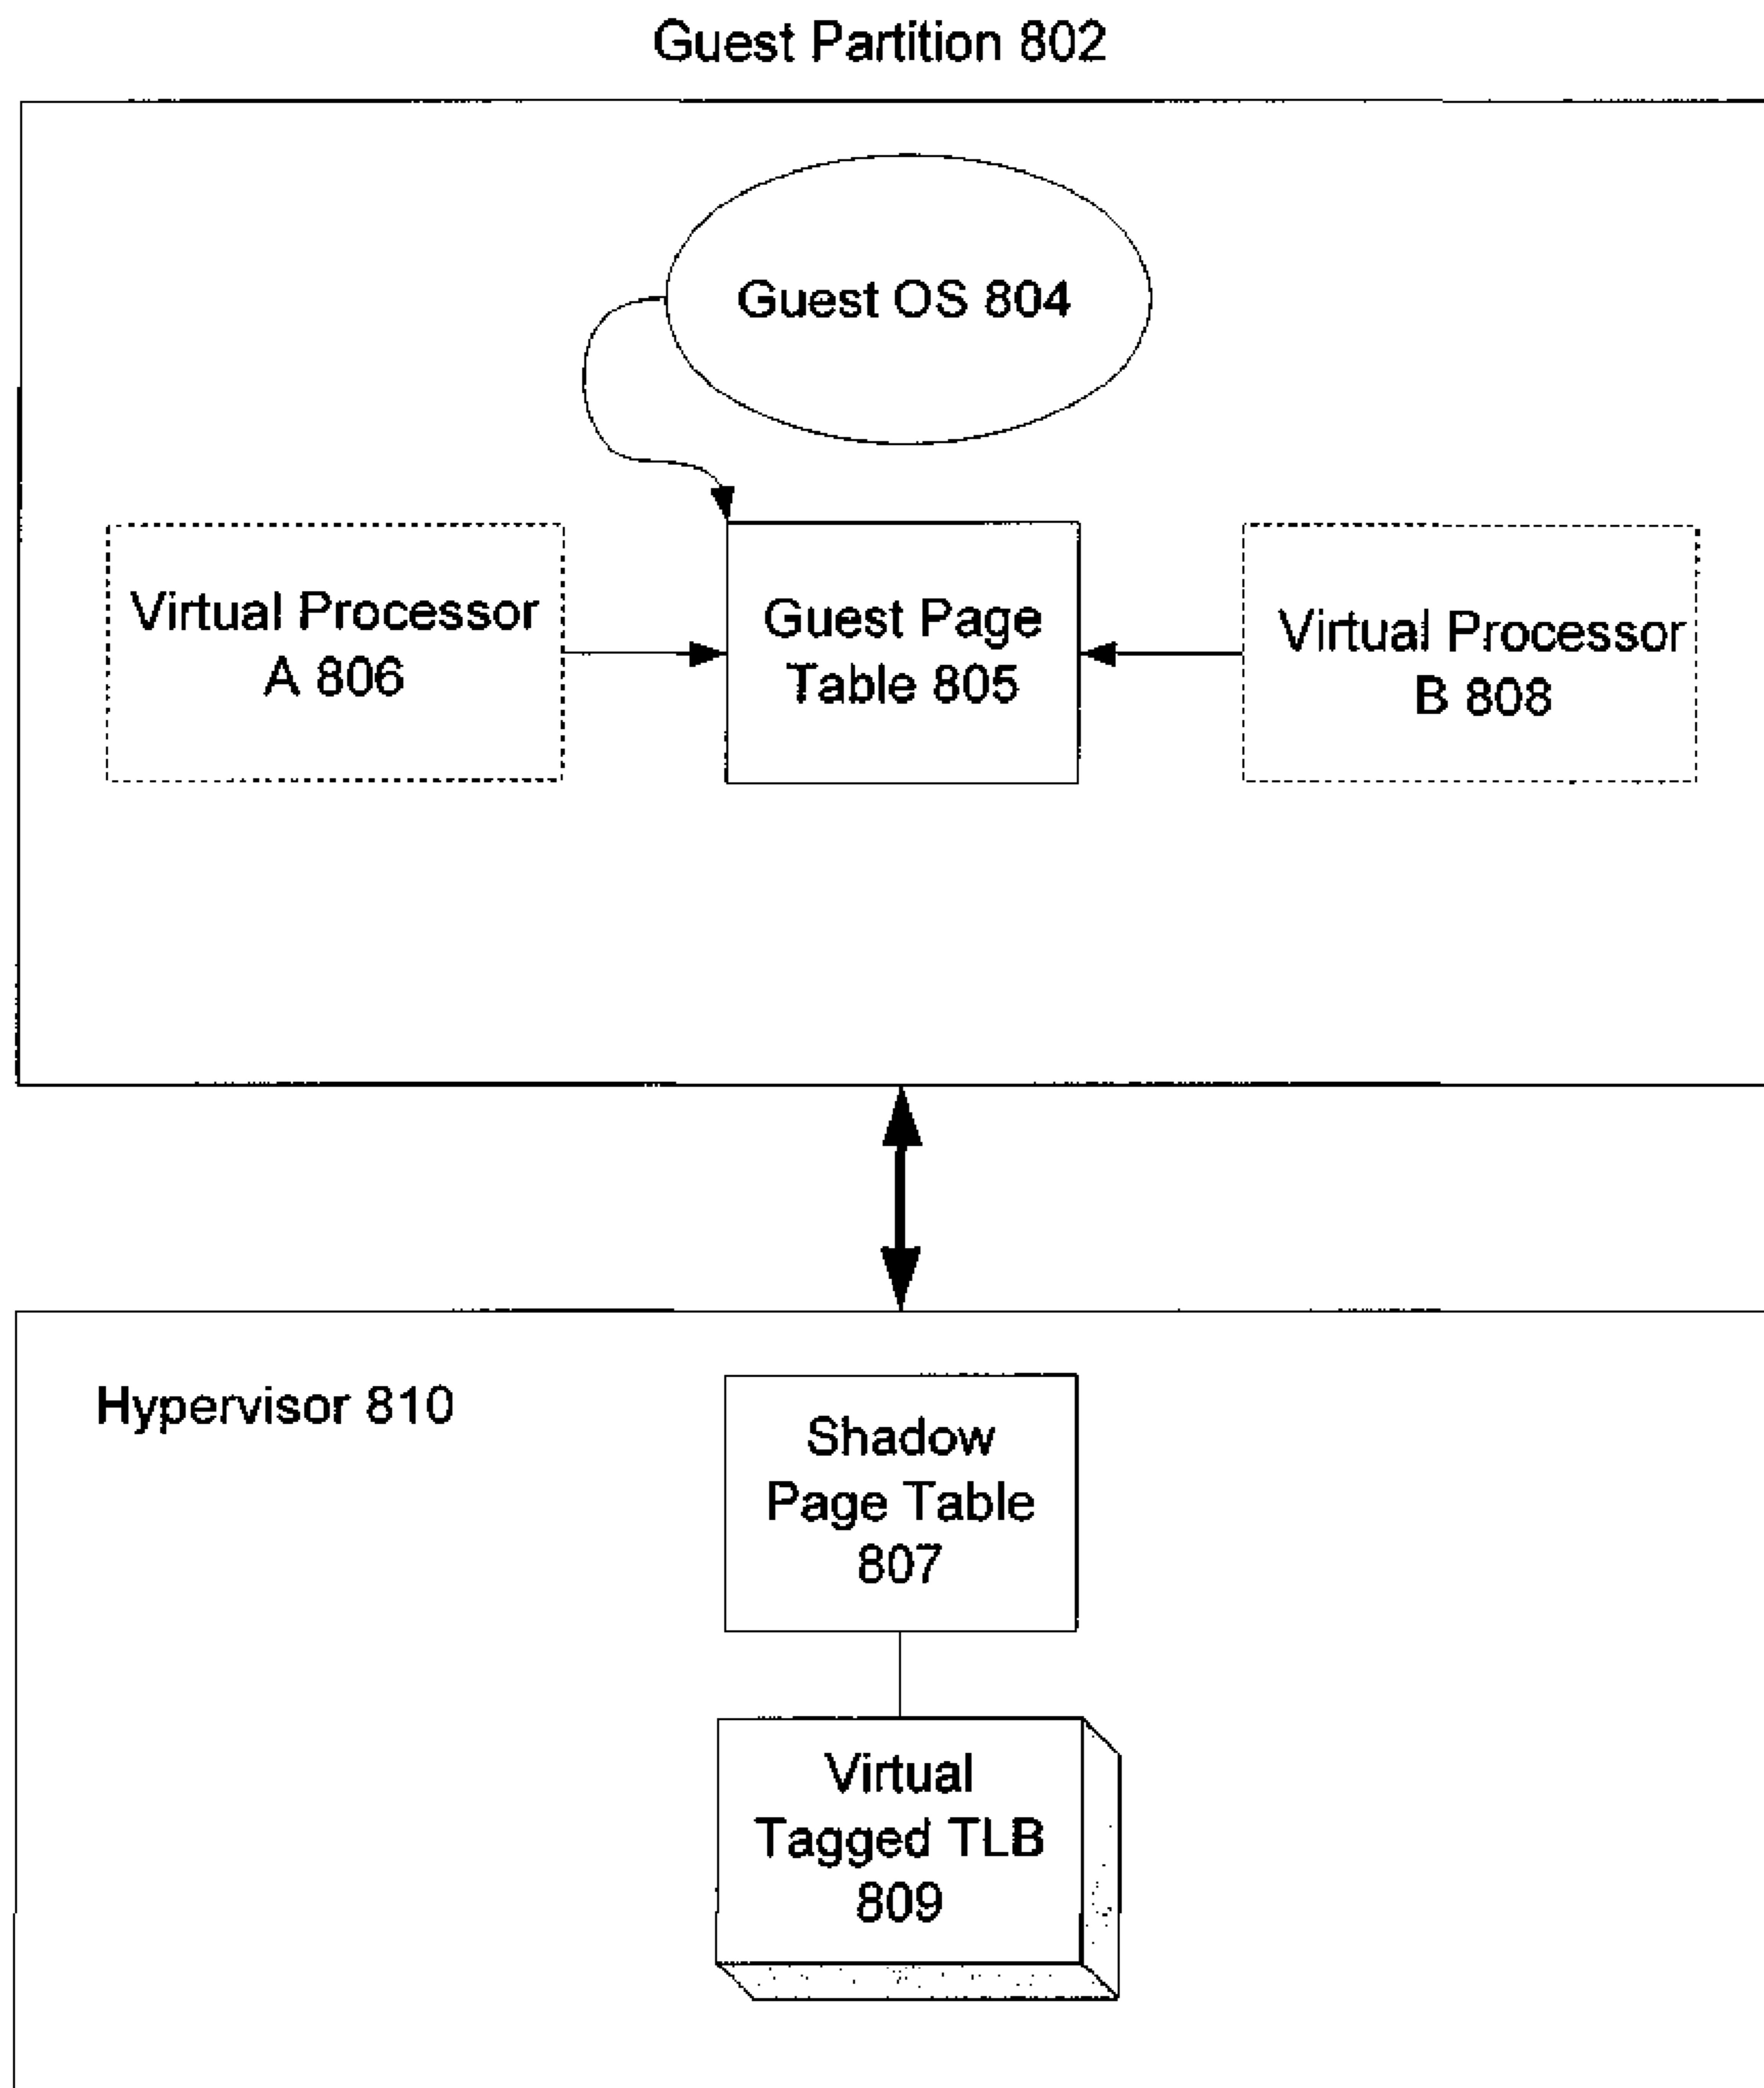 Guest Partition 802
Guest OS 804
Virtual Processor
A 806
Guest Page
Table 805
Virtual Processor
B 808
Hypervisor 810
Shadow
Page Table
807
Virtual
Tagged TLB
809